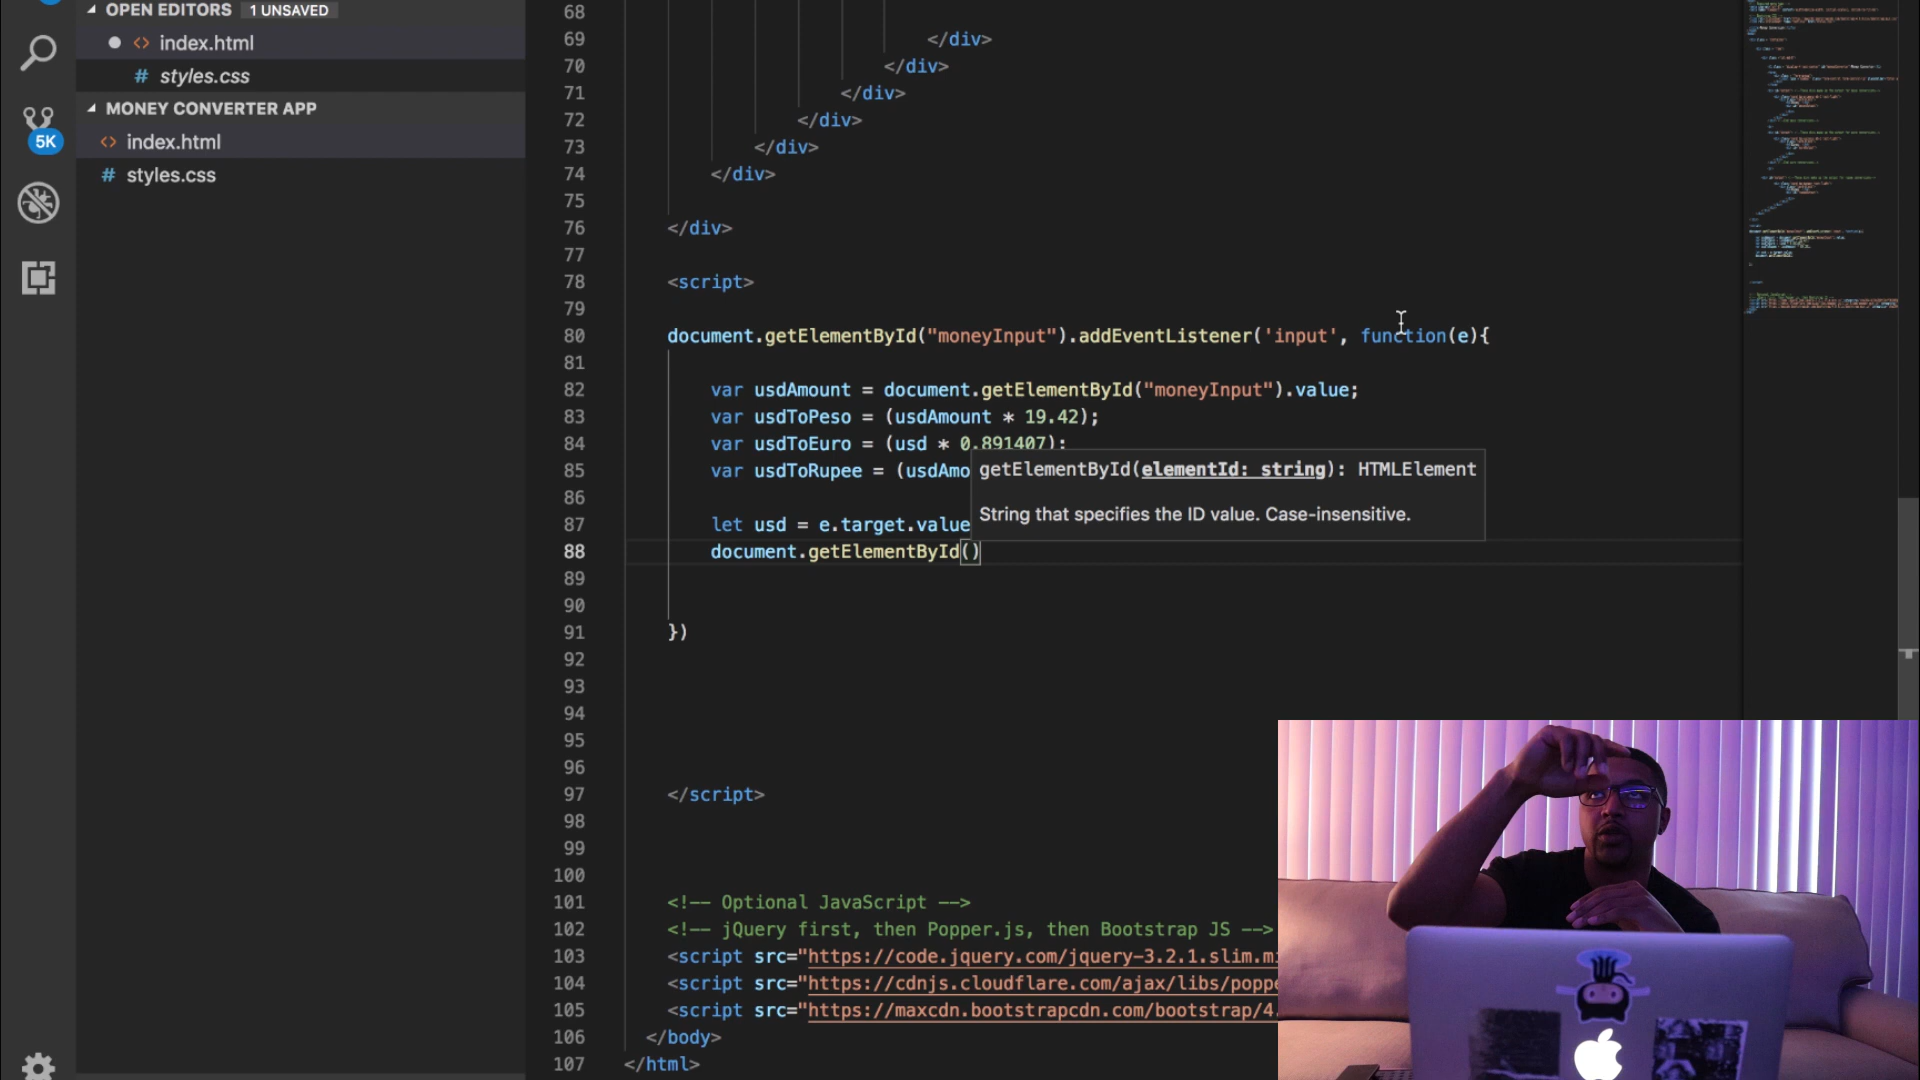 OPEN EDITORS 1 UNSAVED
index.html
styles.css
MONEY CONVERTER APP
index.html
styles.css
5K
68
69 </div>
70 </div>
71 </div>
72 </div>
73 </div>
74 </div>
75
76 </div>
77
78 <script>
79
80 document.getElementById("moneyInput").addEventListener('input', function(e){
81
82 var usdAmount = document.getElementById("moneyInput").value;
83 var usdToPeso = (usdAmount * 19.42);
84 var usdToEuro = (usd * 0.891407);
85 var usdToRupee = (usdAmo
86
87 let usd = e.target.value
88 document.getElementById()
getElementById(elementId: string): HTMLElement
String that specifies the ID value. Case-insensitive.
89
90
91 })
92
93
94
95
96
97 </script>
98
99
100
101 <!-- Optional JavaScript -->
102 <!-- jQuery first, then Popper.js, then Bootstrap JS -->
103 <script src="https://code.jquery.com/jquery-3.2.1.slim.mi
104 <script src="https://cdnjs.cloudflare.com/ajax/libs/poppe
105 <script src="https://maxcdn.bootstrapcdn.com/bootstrap/4.
106 </body>
107 </html>